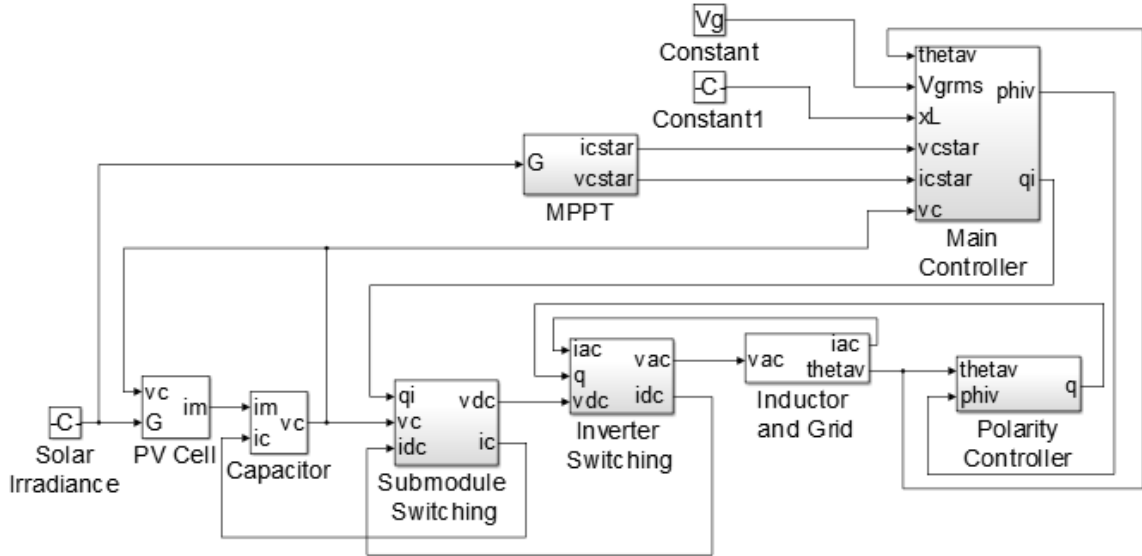 Vg
Constant
-C
Constant1
thetav
Vgrms
xL
vcstar
icstar
vc
phiv
qi
Main
Controller
G
icstar
vcstar
MPPT
-C
Solar
Irradiance
vc
G
im
PV Cell
im
ic
vc
Capacitor
qi
vc
idc
vdc
ic
Submodule
Switching
iac
q
vdc
vac
idc
Inverter
Switching
vac
iac
thetav
Inductor
and Grid
thetav
phiv
q
Polarity
Controller